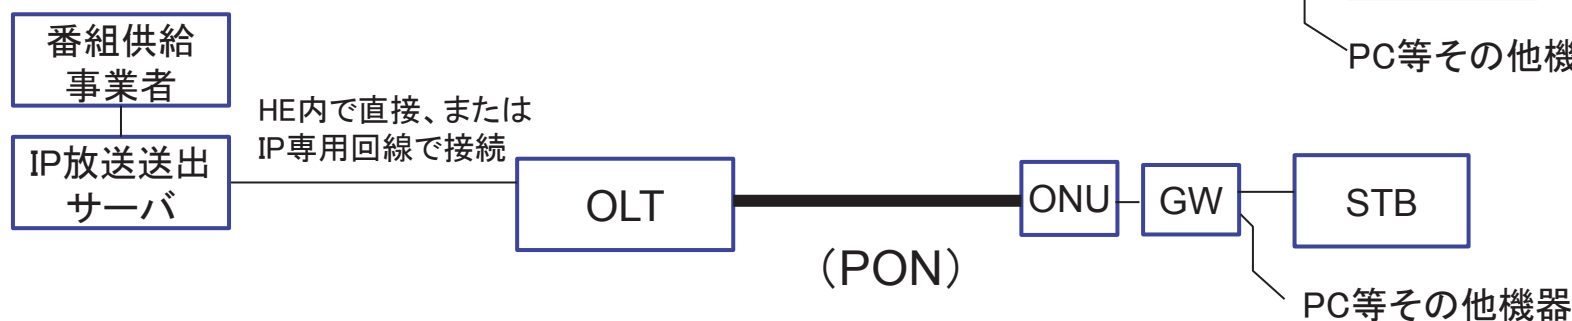 番組供給
事業者
PC等その他機
HE内で直接、または
IP専用回線で接続
IP放送送出
サーバ
OLT
ONU
GW
STB
（PON）
PC等その他機器